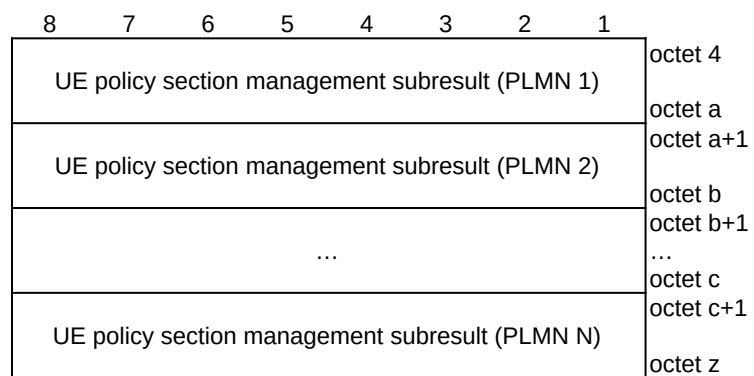 8 7 6 5 4 3 2 1
octet 4
UE policy section management subresult (PLMN 1)
octet a
octet a+1
UE policy section management subresult (PLMN 2)
octet b
octet b+1
… …
octet c
octet c+1
UE policy section management subresult (PLMN N)
octet z